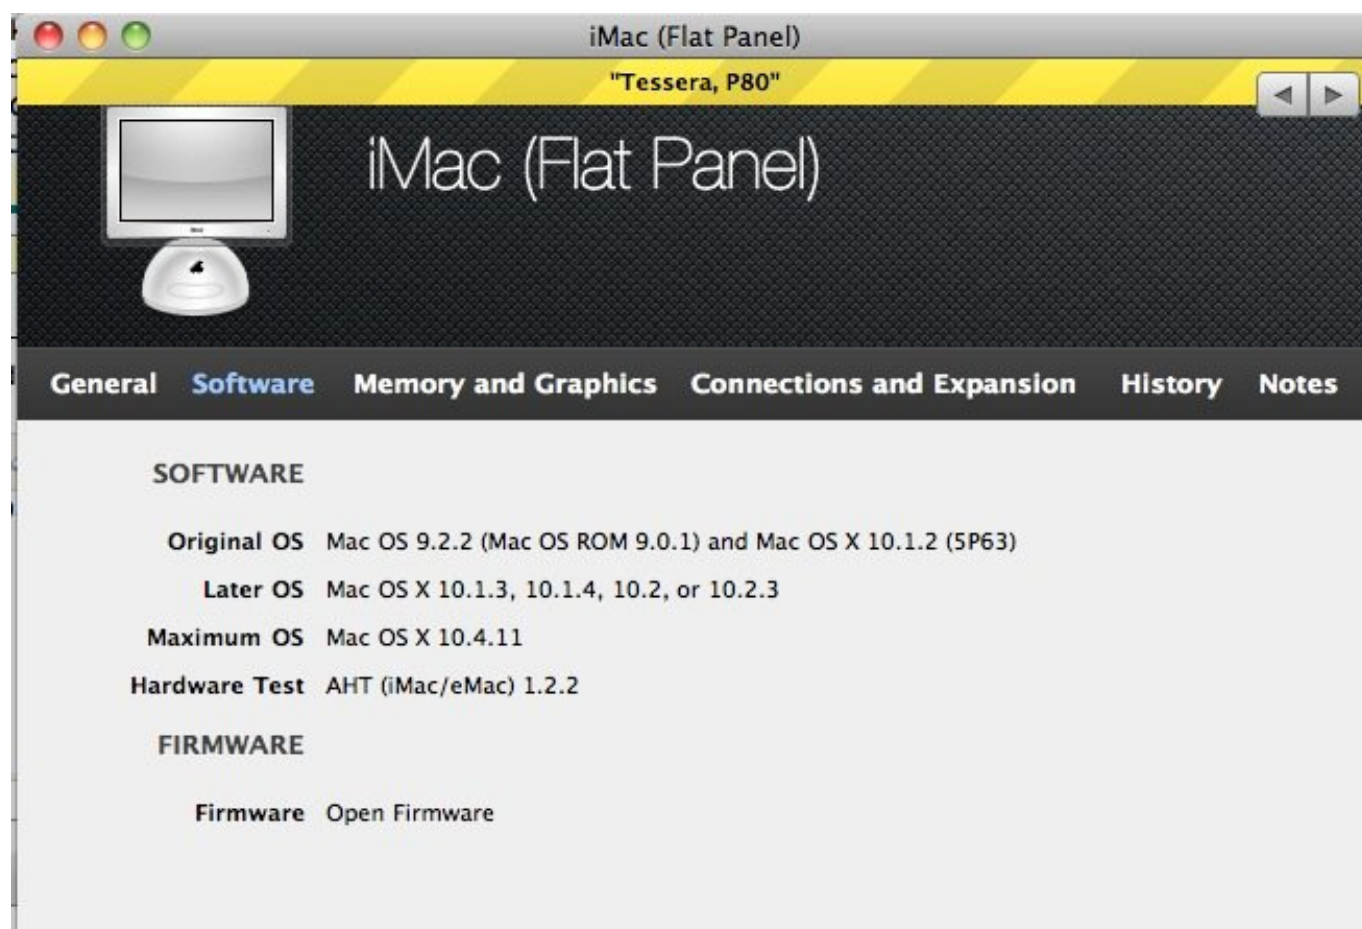 iMac (Flat Panel)
"Tessera, P80"
iMac (Flat Panel)
General Software Memory and Graphics Connections and Expansion History Notes
SOFTWARE
Original OS Mac OS 9.2.2 (Mac OS ROM 9.0.1) and Mac OS X 10.1.2 (5P63)
Later OS Mac OS X 10.1.3, 10.1.4, 10.2, or 10.2.3
Maximum OS Mac OS X 10.4.11
Hardware Test AHT (iMac/eMac) 1.2.2
FIRMWARE
Firmware Open Firmware